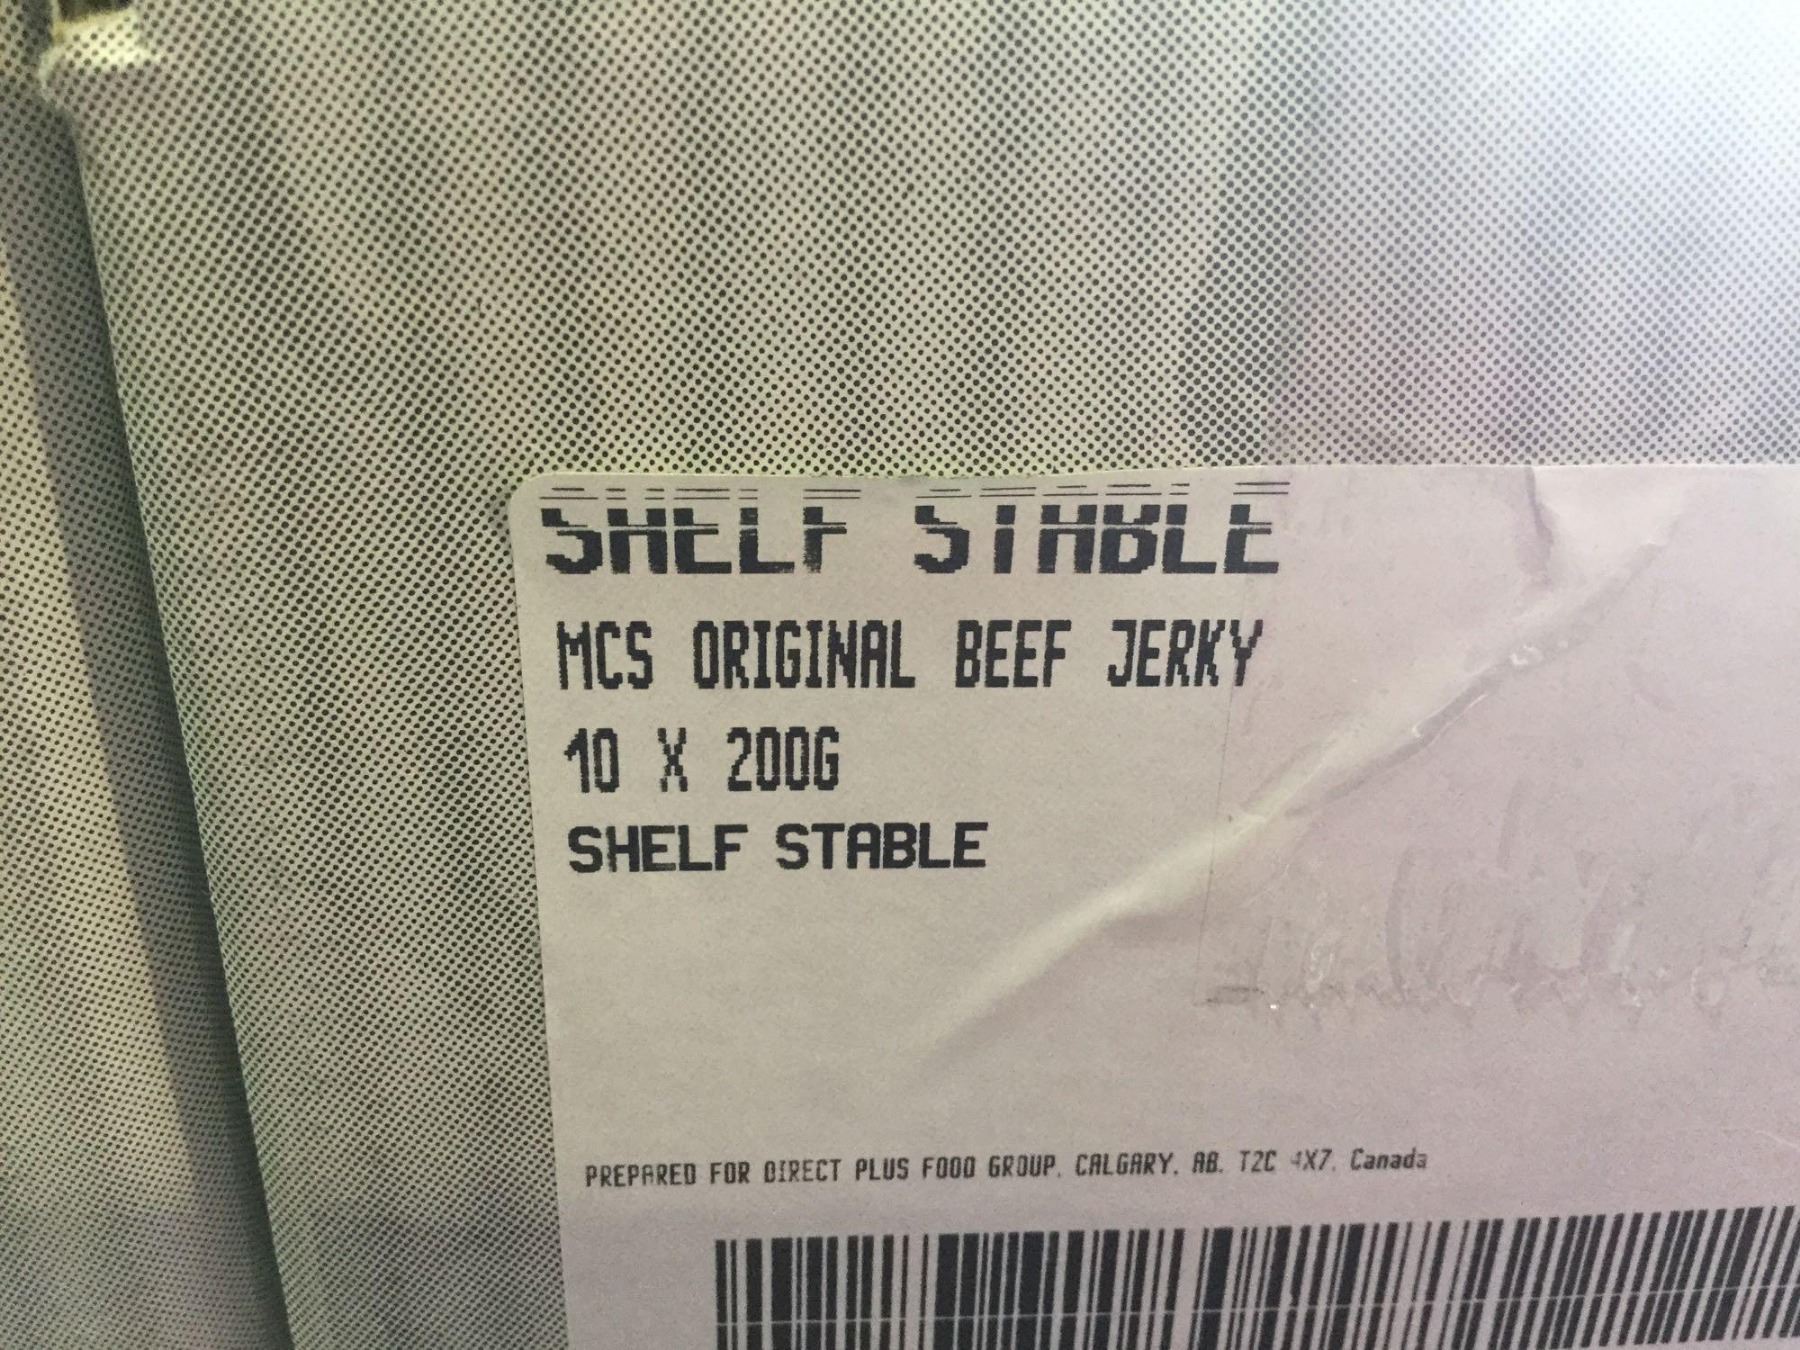 SHELF STABLE
MCS ORIGINAL BEEF JERKY
10 X 200G
SHELF STABLE
PREPARED FOR DIRECT PLUS FOOD GROUP. CALGARY. AB. T2C 4X7. Canada